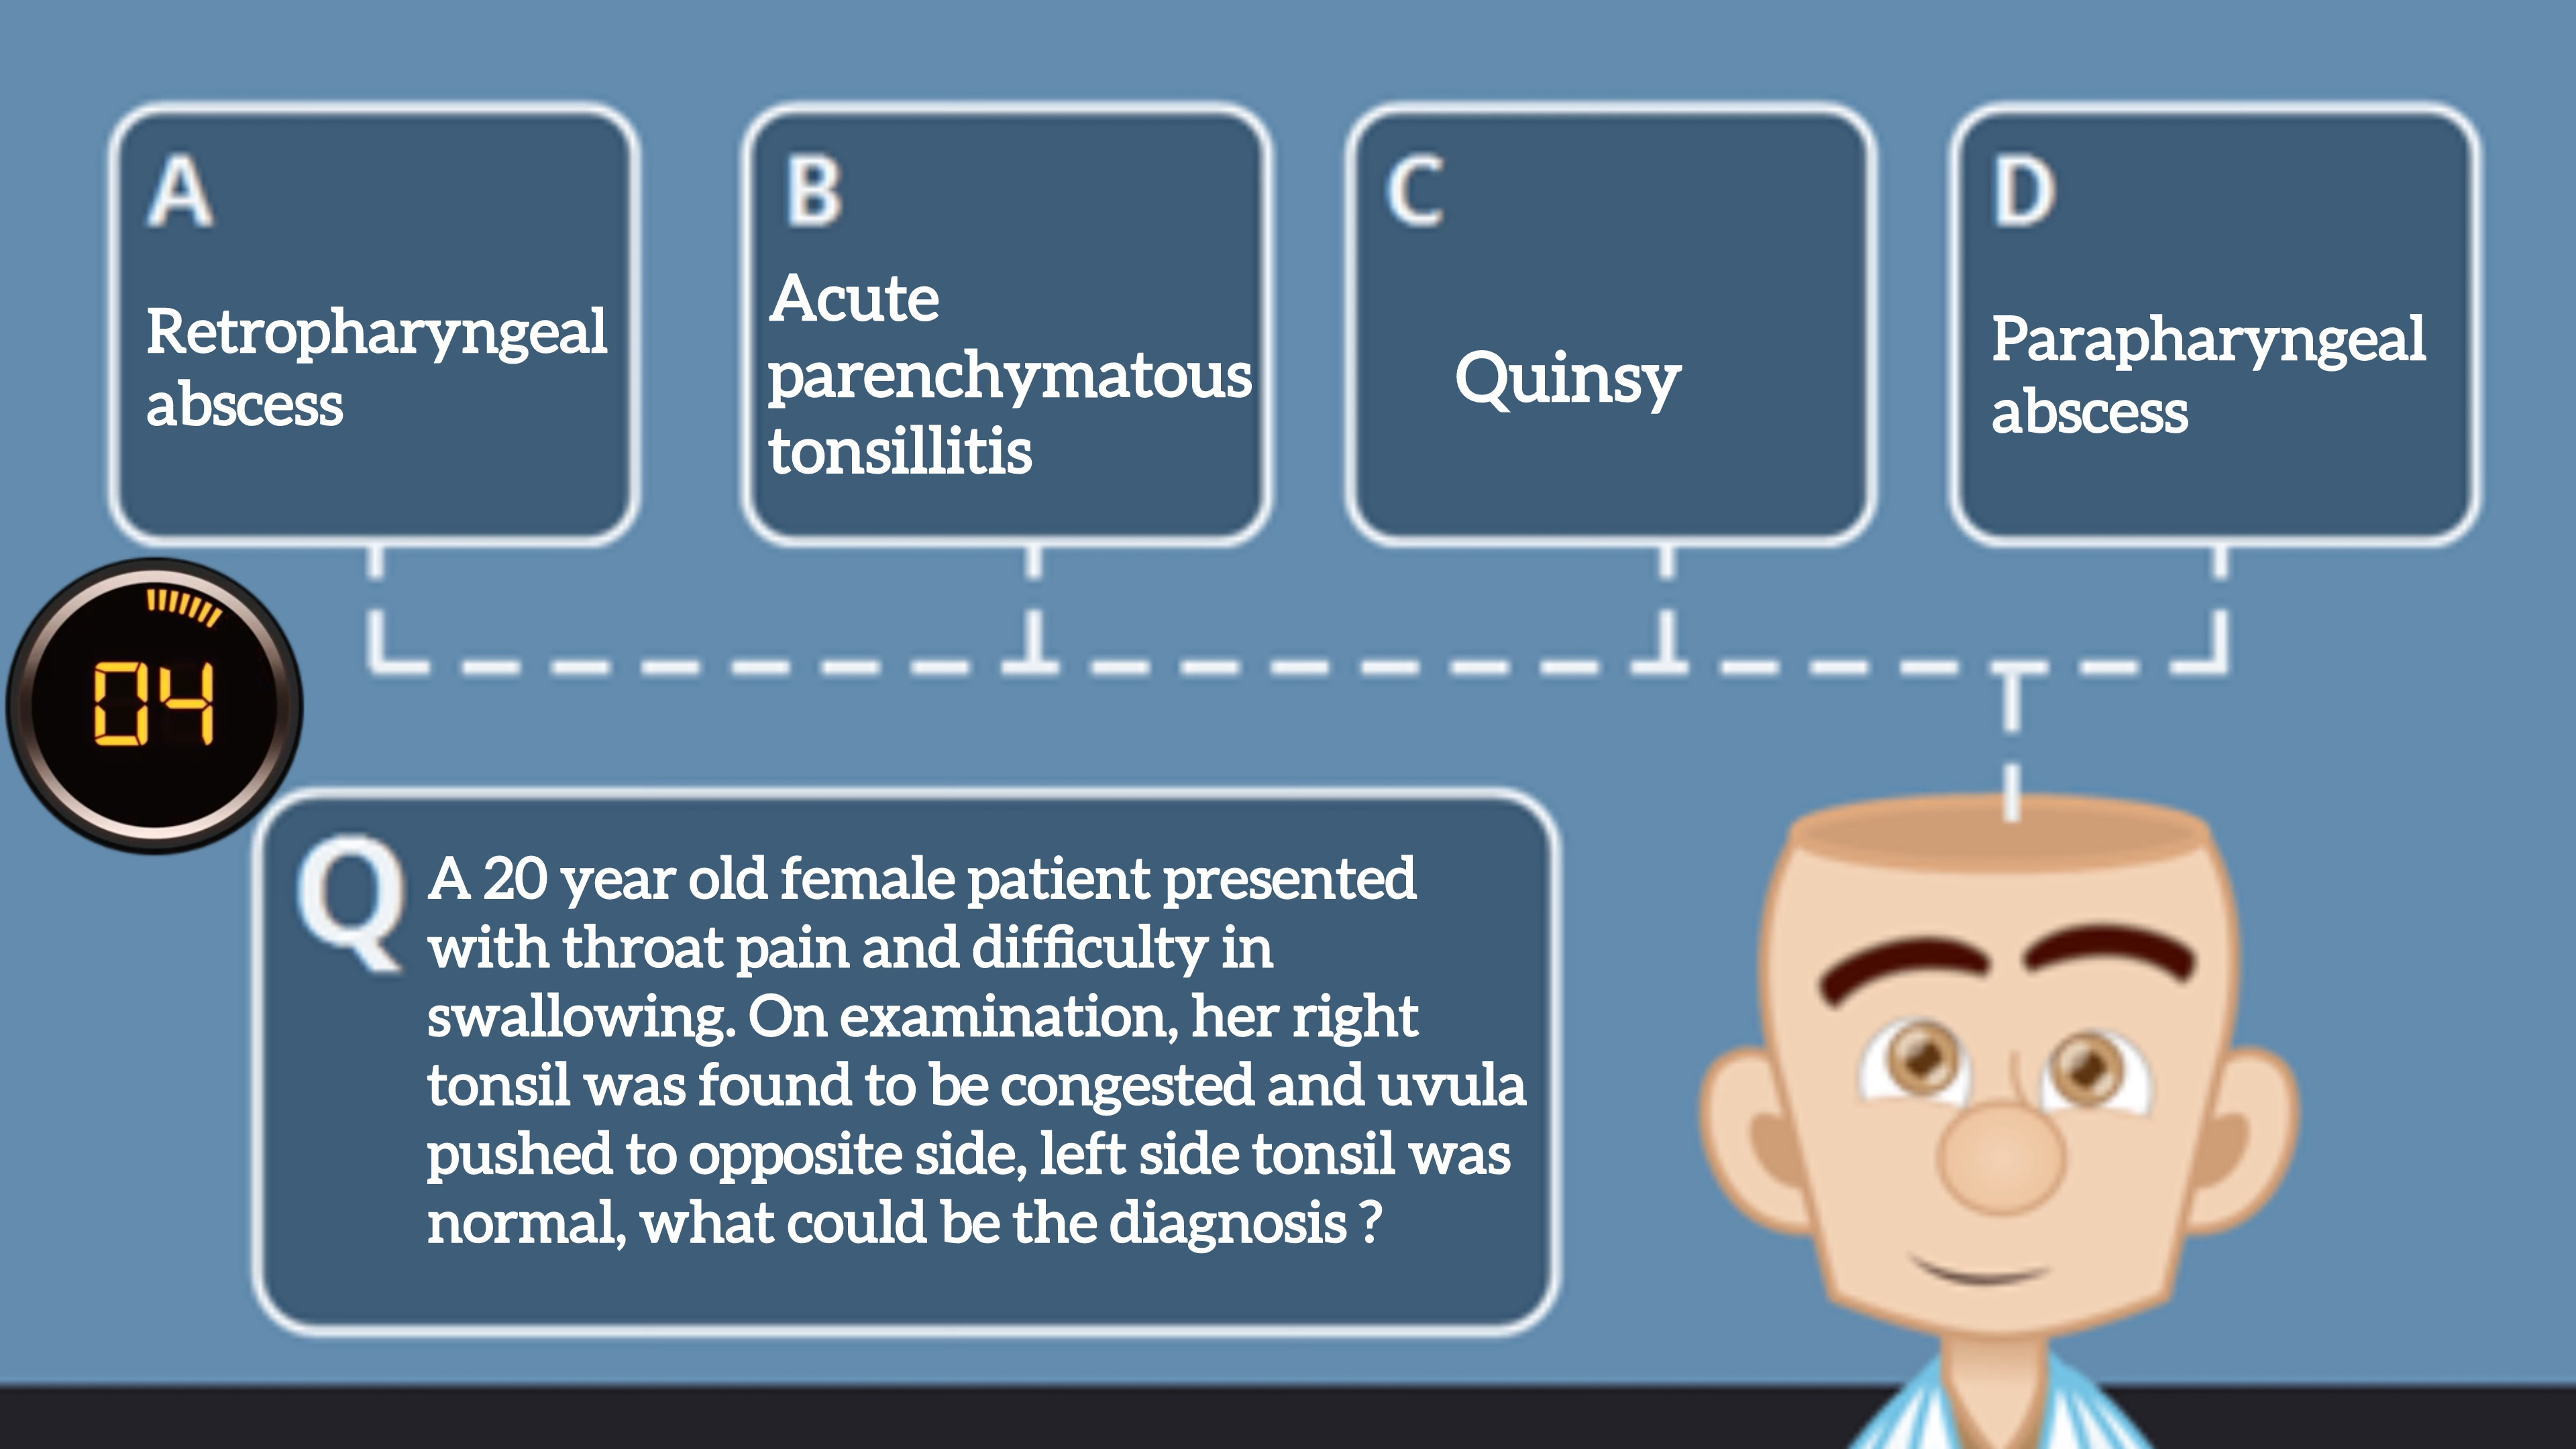 A
Retropharyngeal
abscess
B
Acute
parenchymatous
tonsillitis
C
Quinsy
D
Parapharyngeal
abscess
04
Q
A 20 year old female patient presented
with throat pain and difficulty in
swallowing. On examination, her right
tonsil was found to be congested and uvula
pushed to opposite side, left side tonsil was
normal, what could be the diagnosis ?